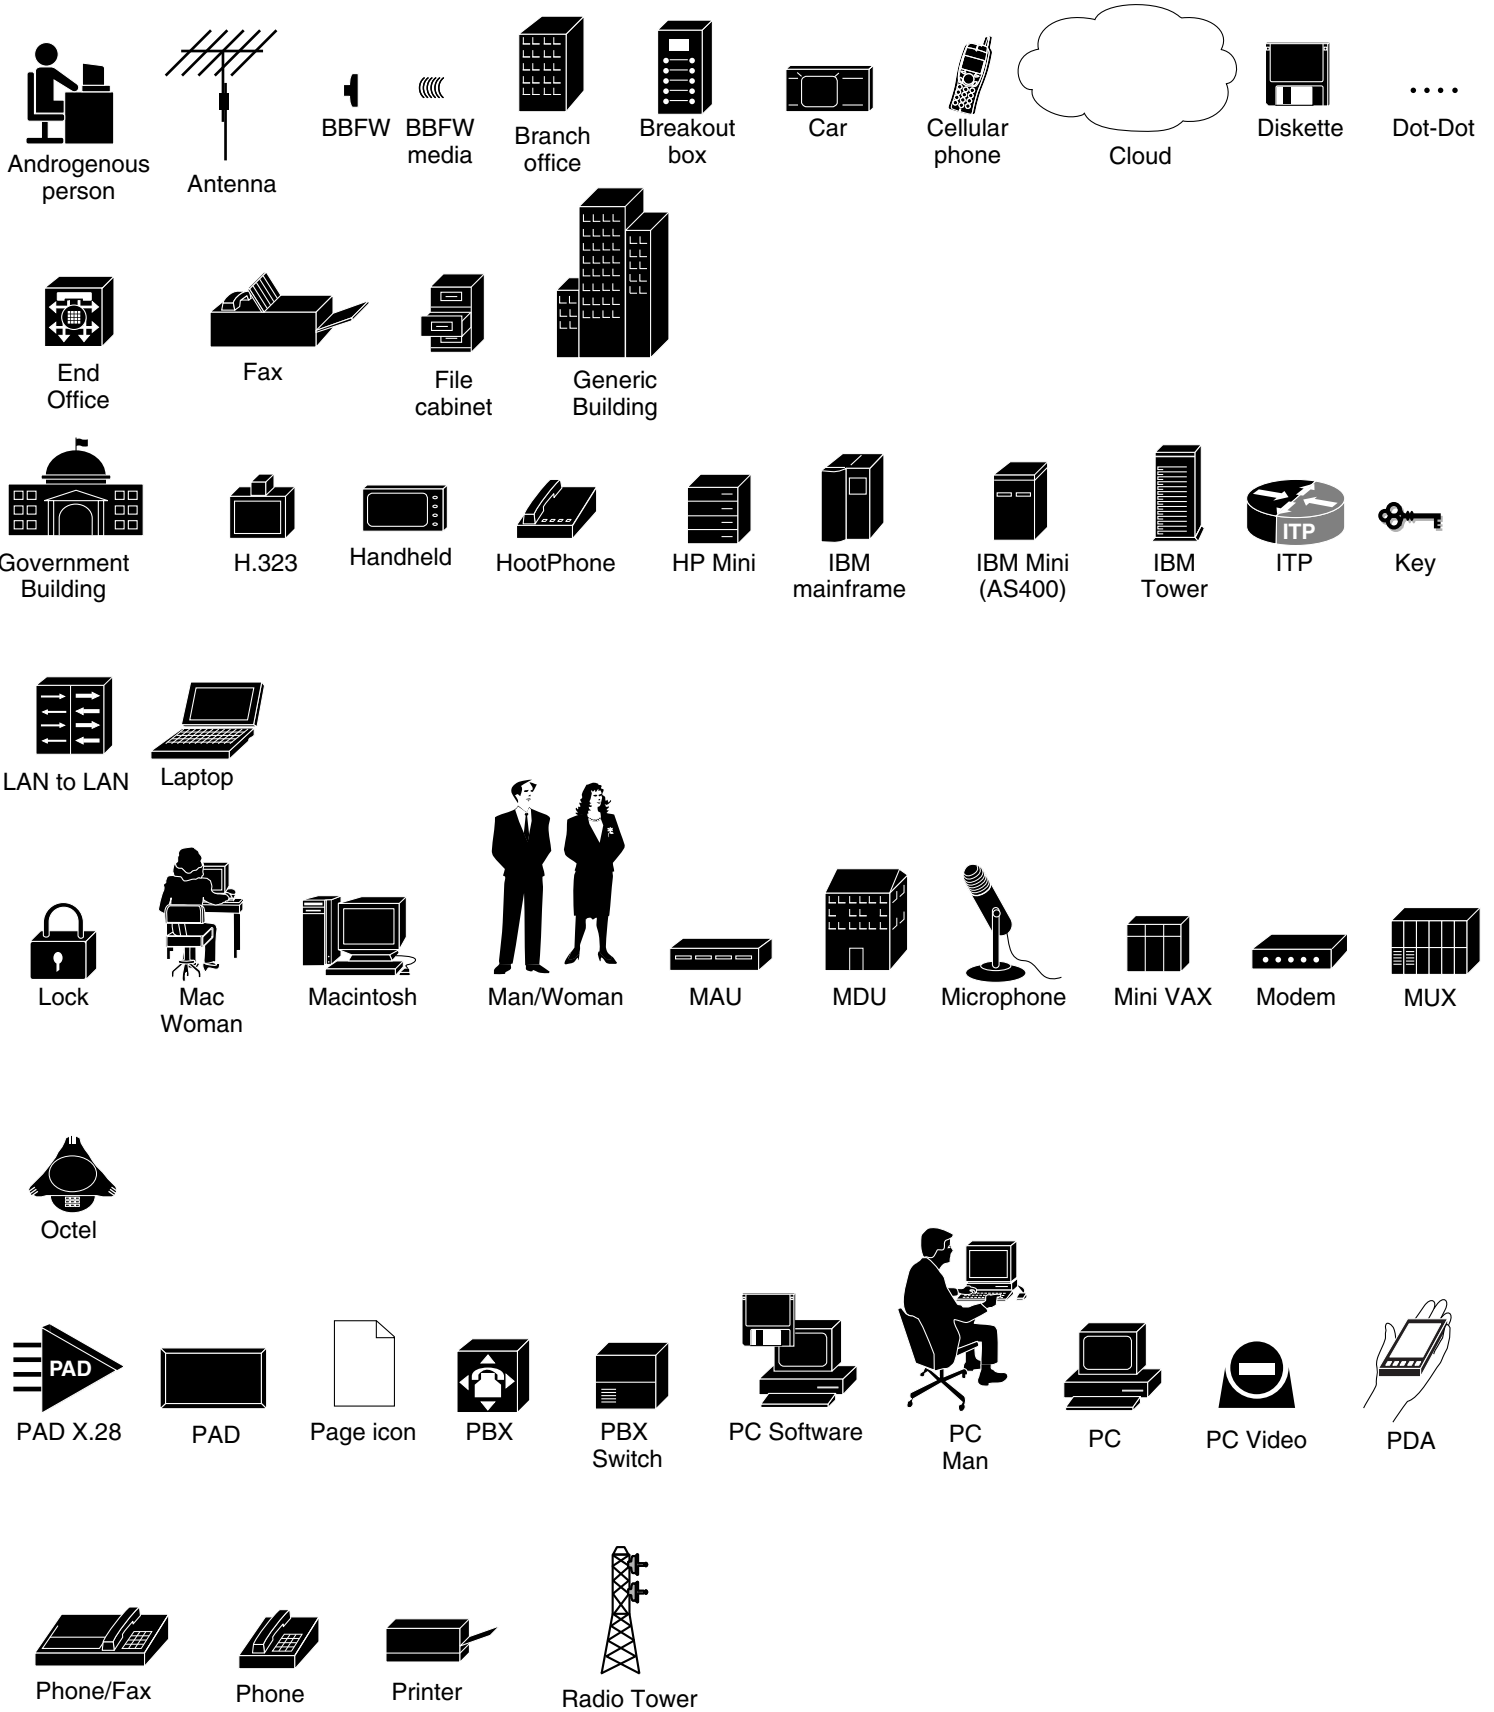 Androgenous
person
Antenna
BBFW
BBFW
media
Branch
office
Breakout
box
Car
Cellular
phone
Cloud
Diskette
Dot-Dot
End
Office
Fax
File
cabinet
Generic
Building
Government
Building
H.323
Handheld
HootPhone
HP Mini
IBM
mainframe
IBM Mini
(AS400)
IBM
Tower
ITP
ITP
Key
LAN to LAN
Laptop
Lock
Mac
Woman
Macintosh
Man/Woman
MAU
MDU
Microphone
Mini VAX
Modem
MUX
Octel
PAD
PAD X.28
PAD
Page icon
PBX
PBX
Switch
PC Software
PC
Man
PC
PC Video
PDA
Phone/Fax
Phone
Printer
Radio Tower